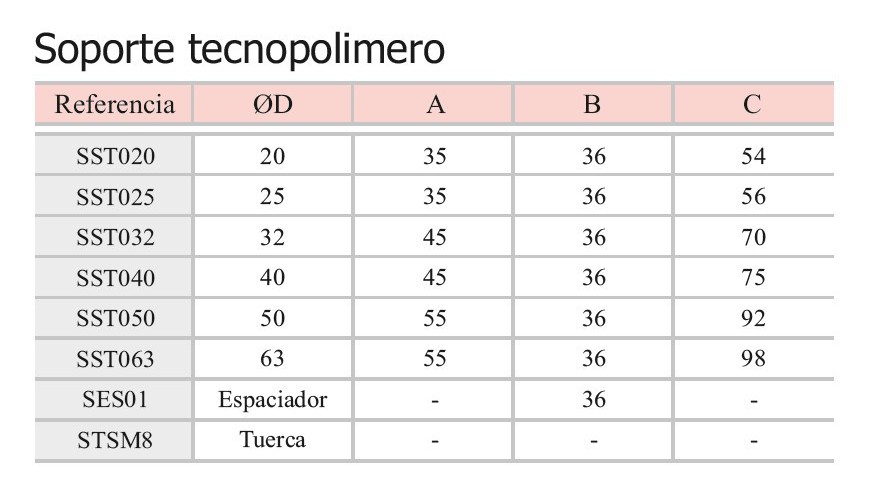 Soporte tecnopolimero
Referencia ØD A B C
SST020 20 35 36 54
SST025 25 35 36 56
SST032 32 45 36 70
SST040 40 45 36 75
SST050 50 55 36 92
SST063 63 55 36 98
SES01 Espaciador - 36 -
STSM8 Tuerca - - -